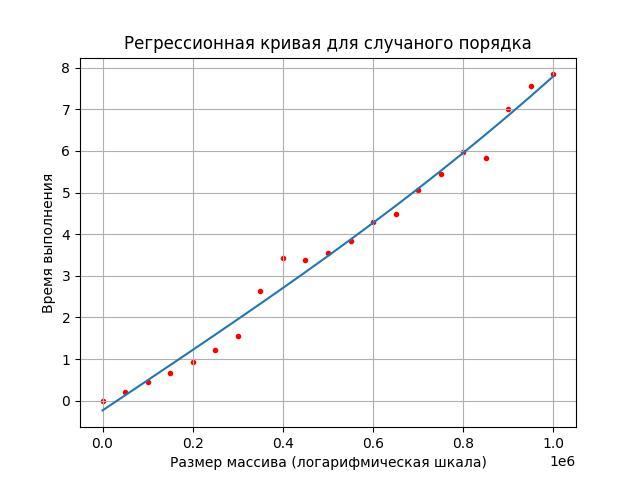 Регрессионная кривая для случаного порядка
Время выполнения
8
7
6
5
4
3
2
1
0
0.0 0.2 0.4 0.6 0.8 1.0
1e6
Размер массива (логарифмическая шкала)